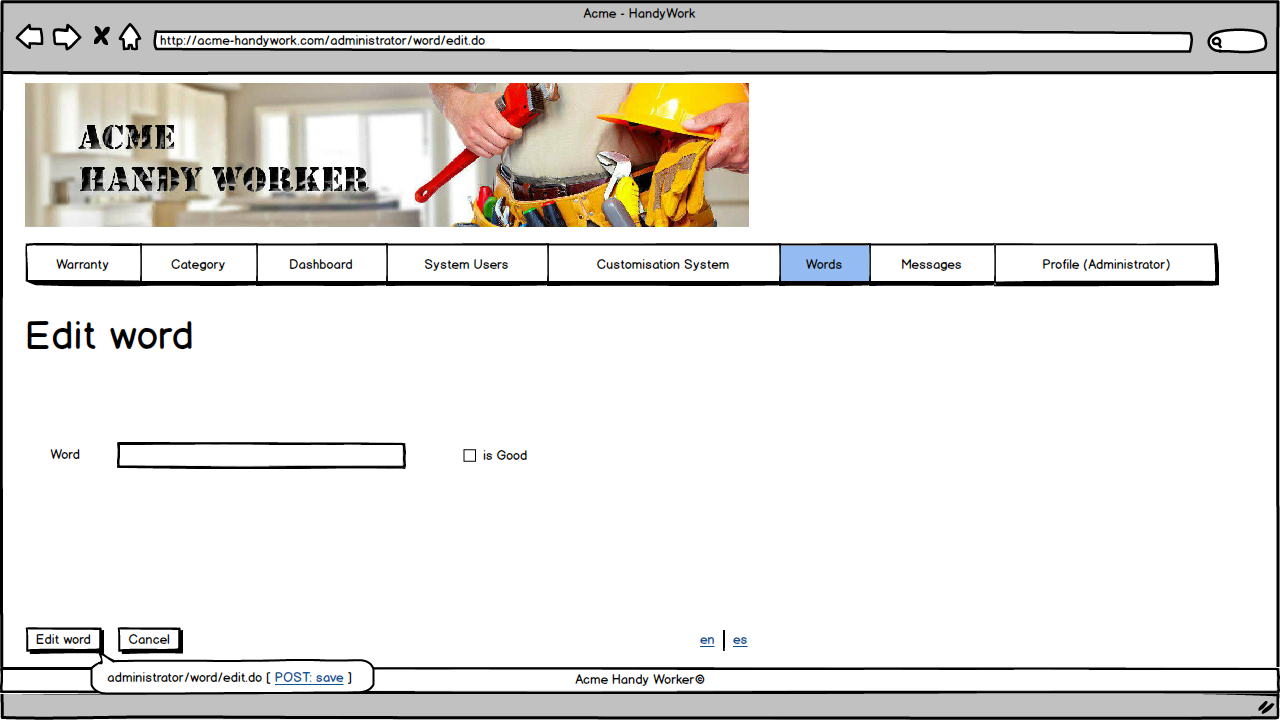 Acme - HandyWork
http://acme-handywork.com/administrator/word/edit.do
ACME
HANDY WORKER
Warranty Category Dashboard System Users Customisation System Words Messages Profile (Administrator)
Edit word
Word is Good
Edit word Cancel en es
administrator/word/edit.do [ POST: save ]
Acme Handy Worker©